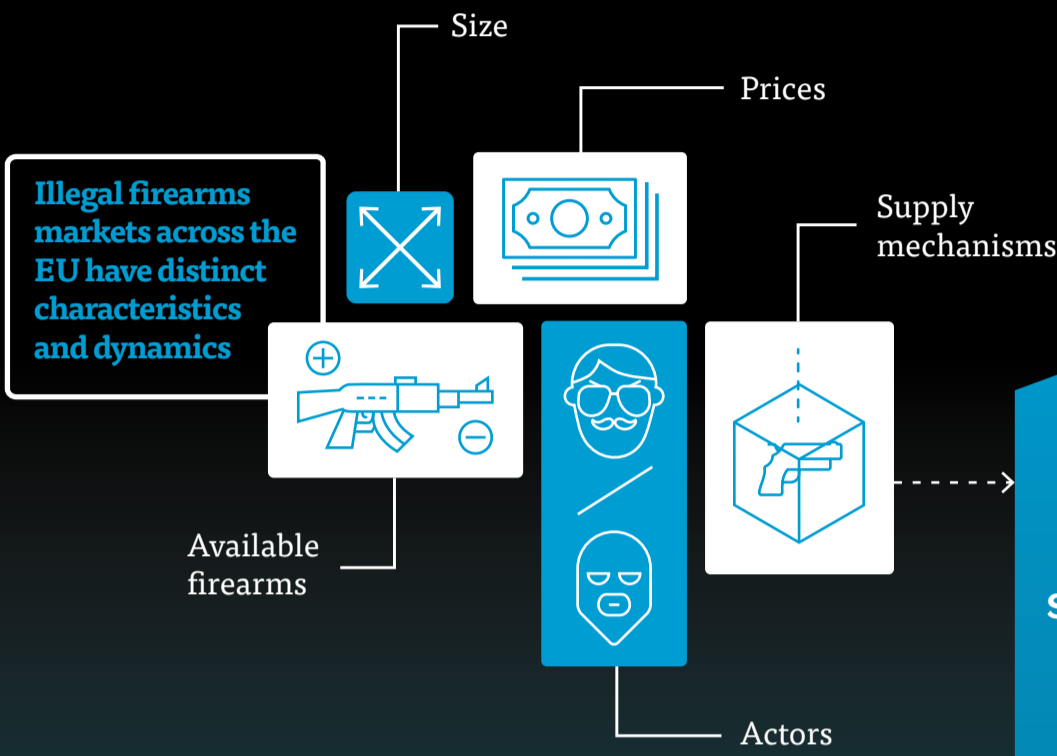 Size
Prices
Illegal firearms
markets across the
EU have distinct
characteristics
and dynamics
Supply
mechanisms
Available
firearms
Actors